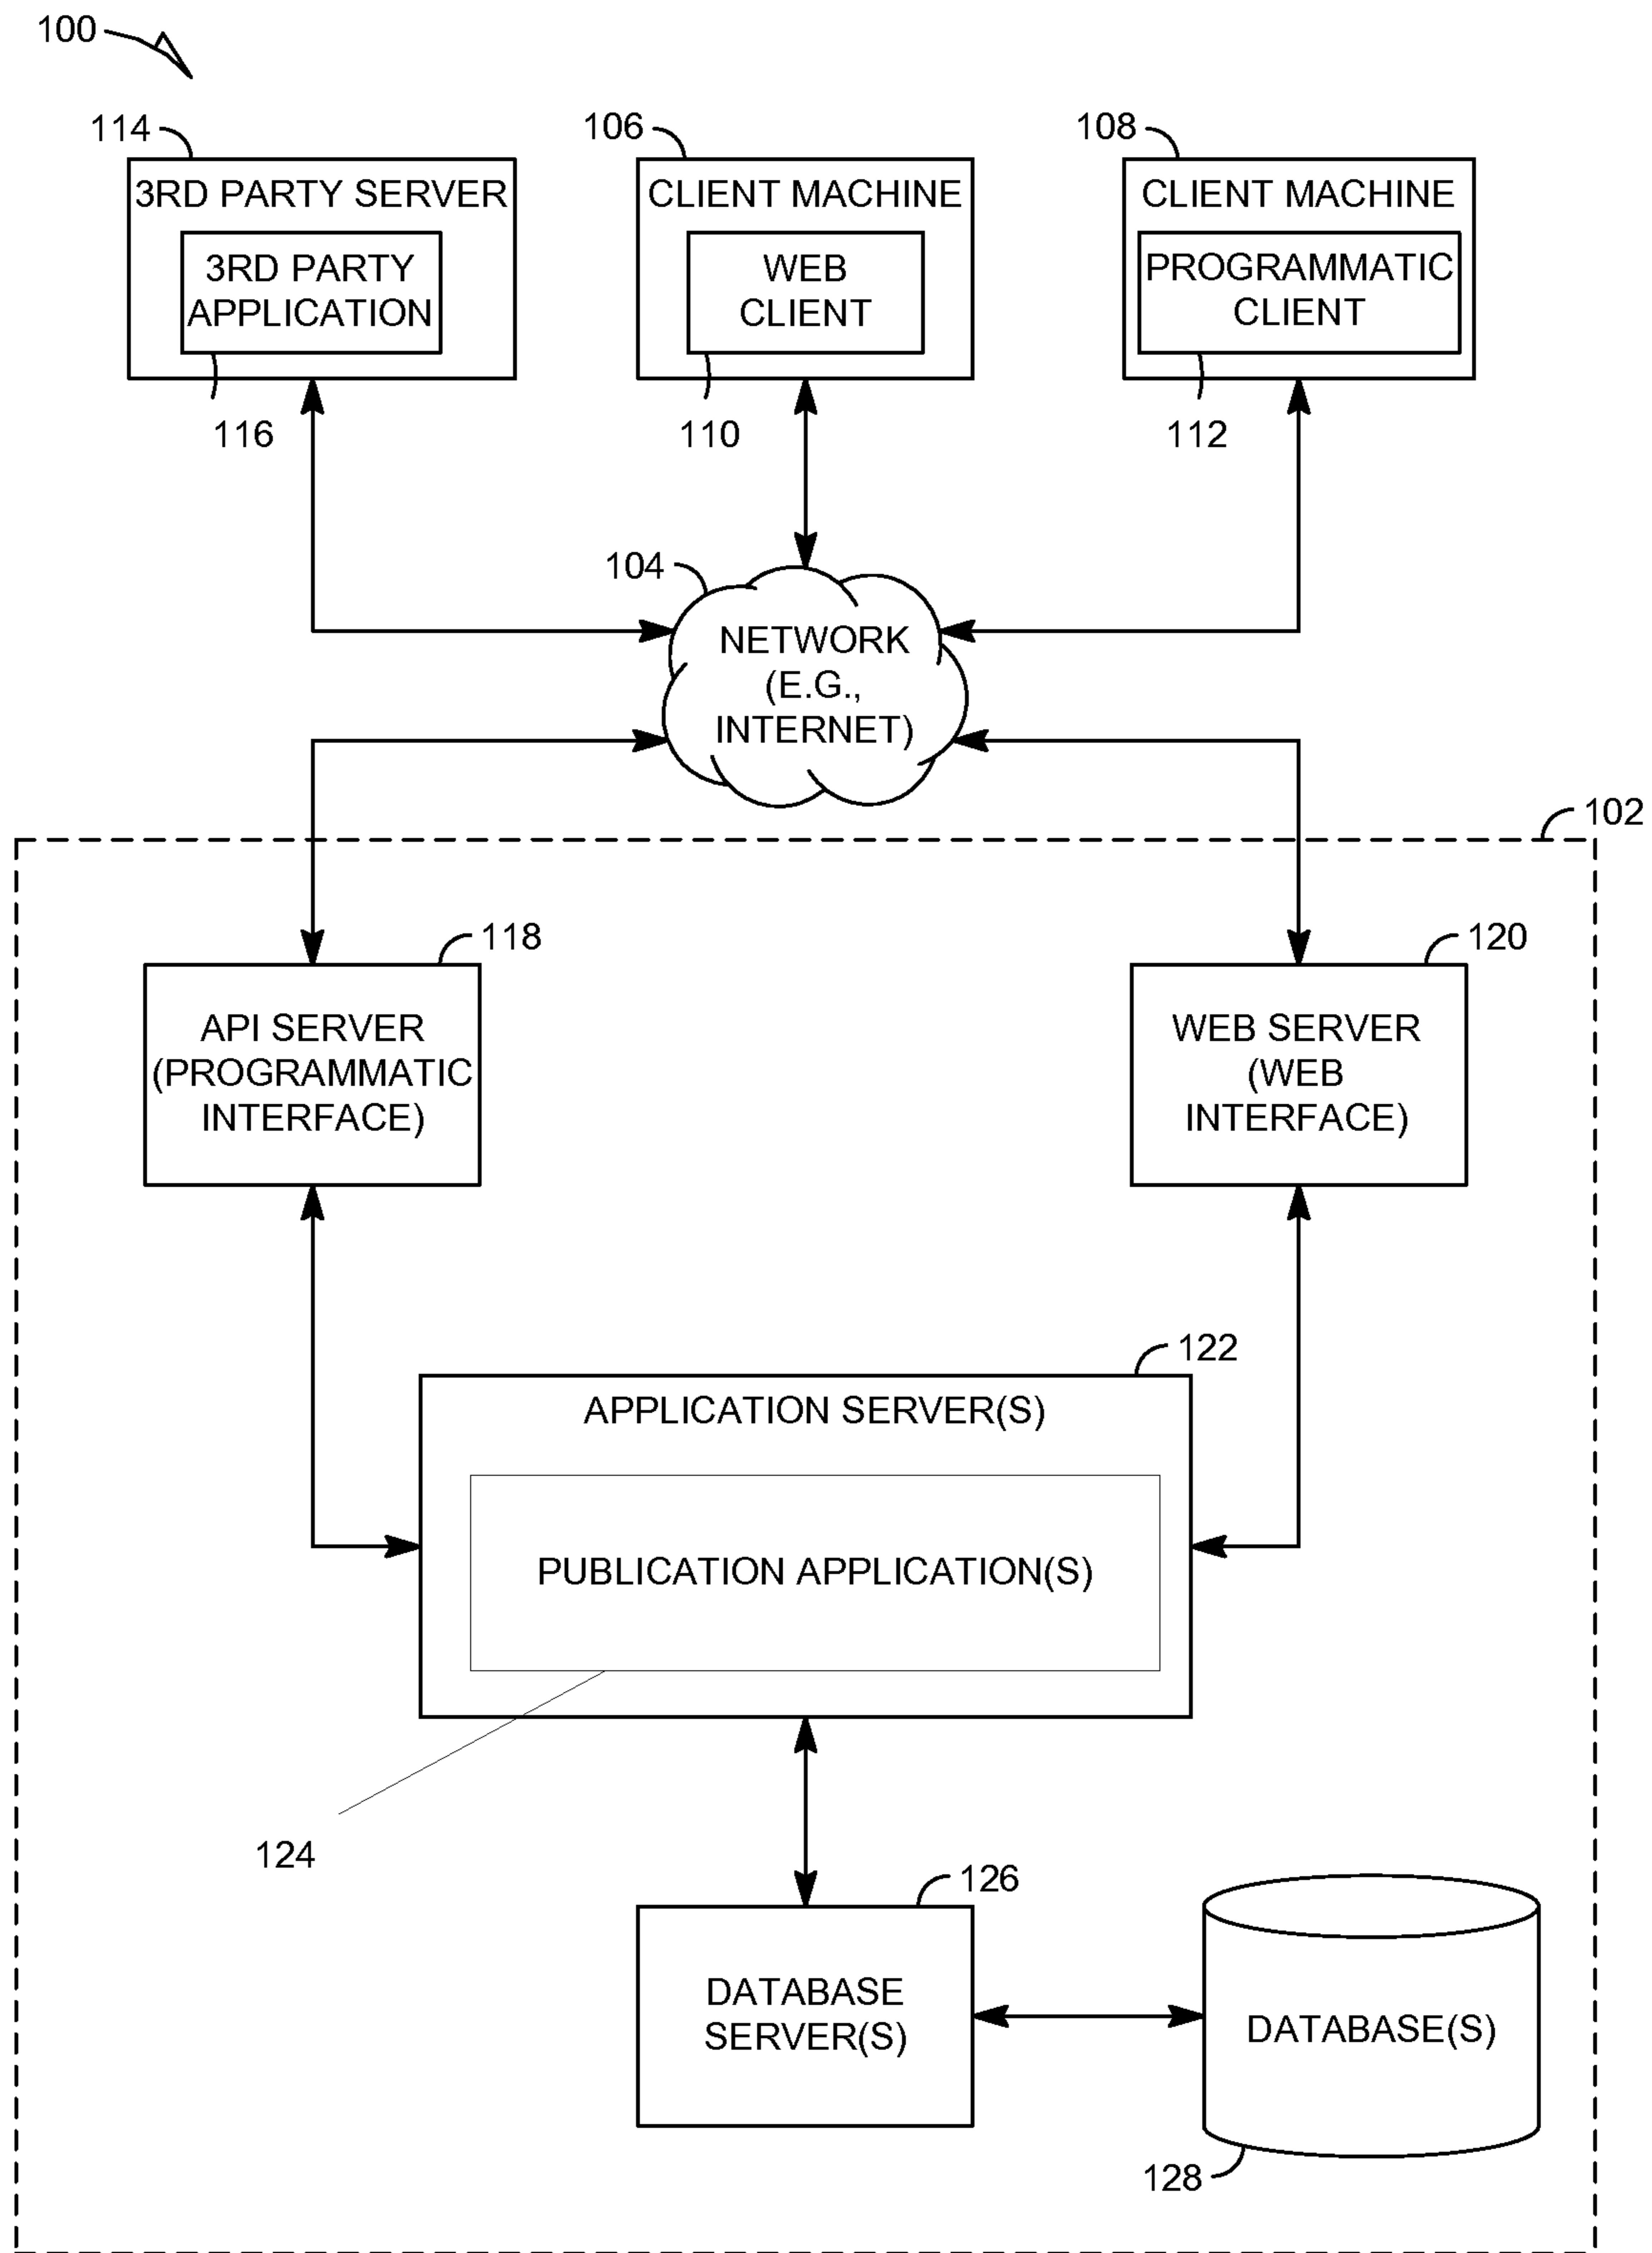 100
114
106
108
3RD PARTY SERVER
3RD PARTY
APPLICATION
CLIENT MACHINE
WEB
CLIENT
CLIENT MACHINE
PROGRAMMATIC
CLIENT
116
110
112
104
NETWORK
(E.G.,
INTERNET)
102
118
120
API SERVER
(PROGRAMMATIC
INTERFACE)
WEB SERVER
(WEB
INTERFACE)
122
APPLICATION SERVER(S)
PUBLICATION APPLICATION(S)
124
126
DATABASE
SERVER(S)
DATABASE(S)
128